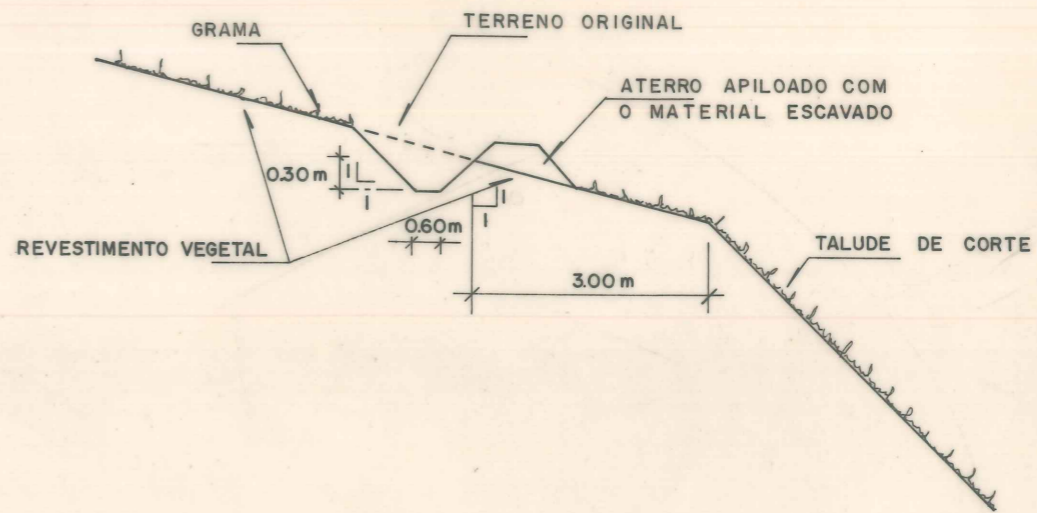 GRAMA
TERRENO ORIGINAL
ATERRO APILOADO COM
O MATERIAL ESCAVADO
0.30 m
1
1
0.60 m
1
1
REVESTIMENTO VEGETAL
TALUDE DE CORTE
3.00 m